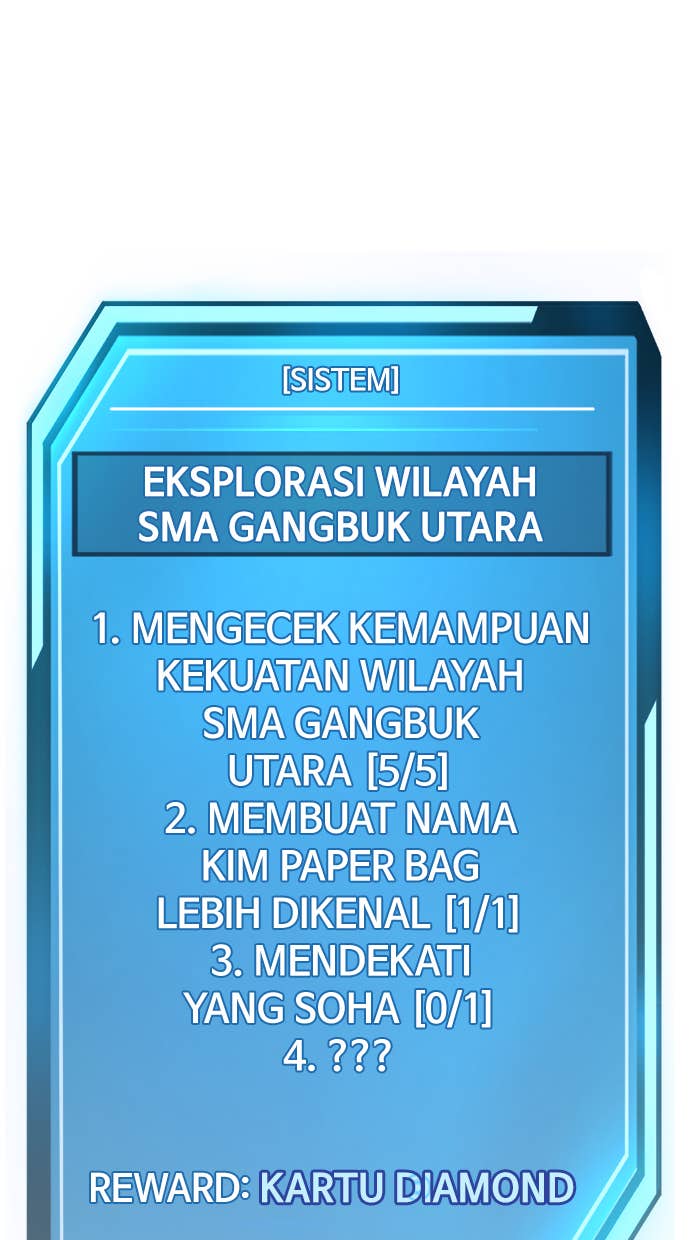 [SISTEM]
EKSPLORASI WILAYAH
SMA GANGBUK UTARA
1. MENGECEK KEMAMPUAN
KEKUATAN WILAYAH
SMA GANGBUK
UTARA [5/5]
2. MEMBUAT NAMA
KIM PAPER BAG
LEBIH DIKENAL [1/1]
3. MENDEKATI
YANG SOHA [0/1]
4. ???
REWARD: KARTU DIAMOND